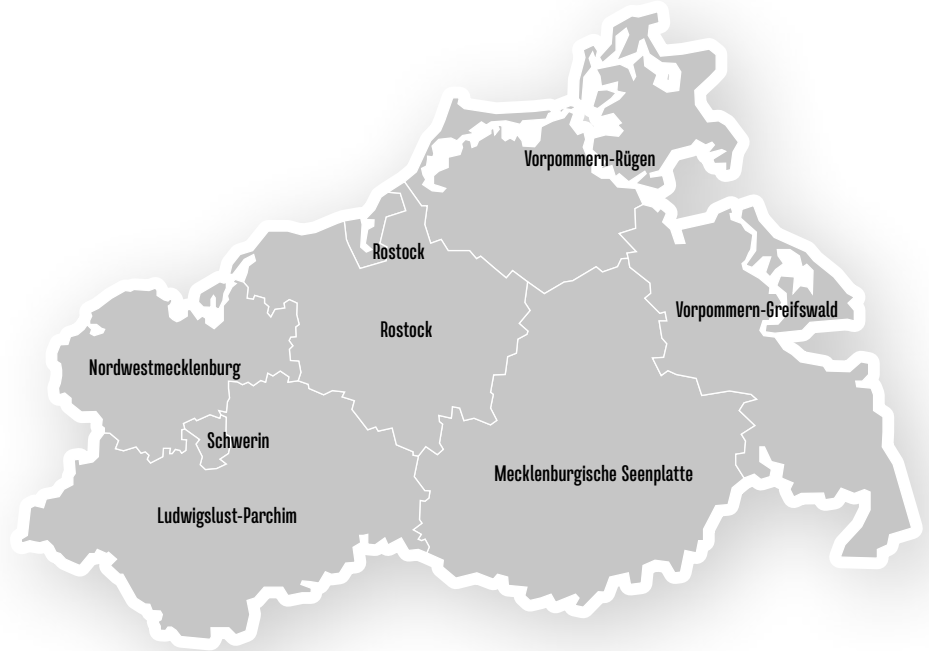 Vorpommern-Rügen
Rostock
Vorpommern-Greifswald
Rostock
Nordwestmecklenburg
Schwerin
Mecklenburgische Seenplatte
Ludwigslust-Parchim